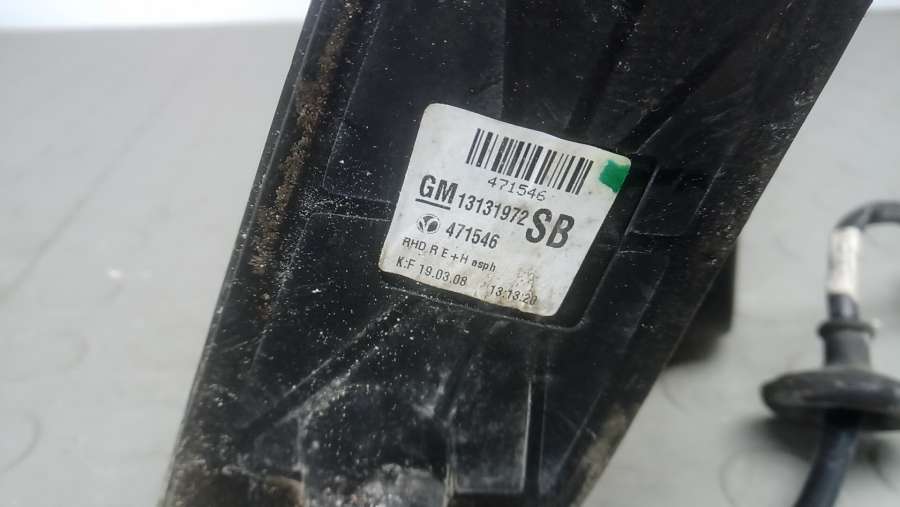 471546
GM 13131972 SB
471546
RHD R E+H asph
K:F 19.03.08 13:13:20